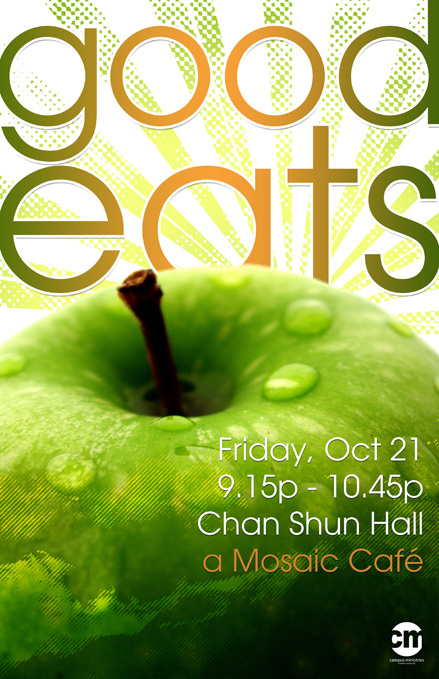 good
eats
Friday, Oct 21
9.15p - 10.45p
Chan Shun Hall
a Mosaic Café
cm
campus ministries